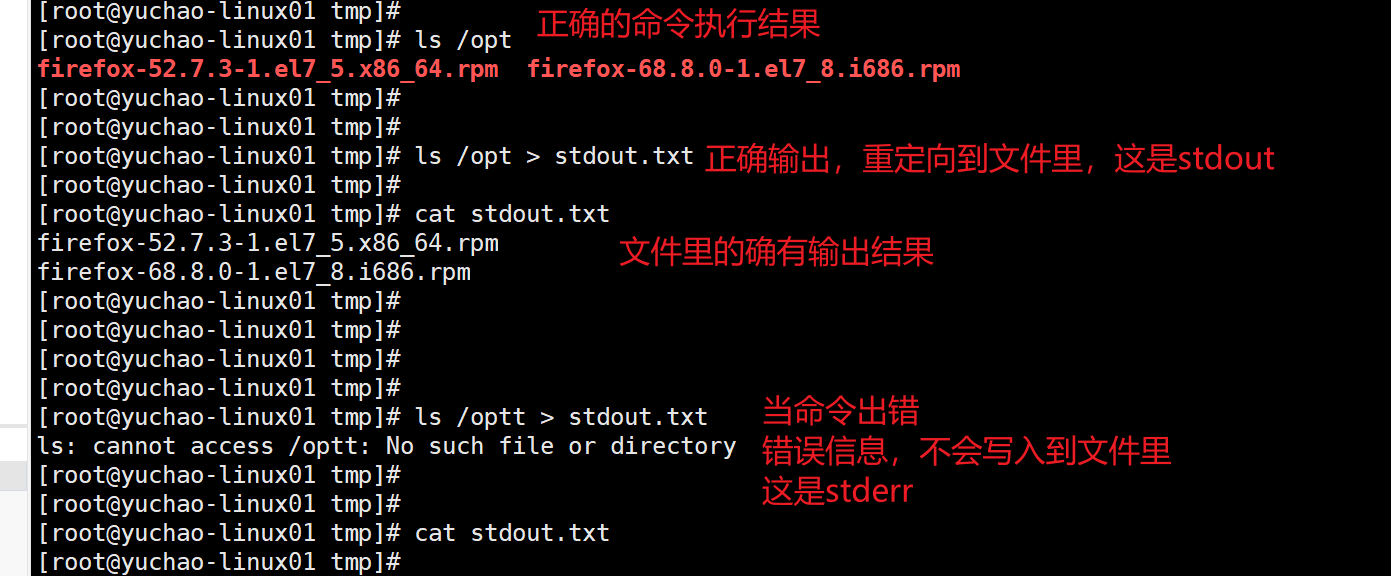 [root@yuchao-linux01 tmp]#
[root@yuchao-linux01 tmp]# ls /opt
正确的命令执行结果
firefox-52.7.3-1.el7_5.x86_64.rpm  firefox-68.8.0-1.el7_8.i686.rpm
[root@yuchao-linux01 tmp]#
[root@yuchao-linux01 tmp]#
[root@yuchao-linux01 tmp]# ls /opt > stdout.txt
正确输出，重定向到文件里，这是stdout
[root@yuchao-linux01 tmp]#
[root@yuchao-linux01 tmp]# cat stdout.txt
firefox-52.7.3-1.el7_5.x86_64.rpm
文件里的确有输出结果
firefox-68.8.0-1.el7_8.i686.rpm
[root@yuchao-linux01 tmp]#
[root@yuchao-linux01 tmp]#
[root@yuchao-linux01 tmp]#
[root@yuchao-linux01 tmp]#
[root@yuchao-linux01 tmp]# ls /optt > stdout.txt
当命令出错
ls: cannot access /optt: No such file or directory
错误信息，不会写入到文件里
[root@yuchao-linux01 tmp]#
这是stderr
[root@yuchao-linux01 tmp]#
[root@yuchao-linux01 tmp]# cat stdout.txt
[root@yuchao-linux01 tmp]#